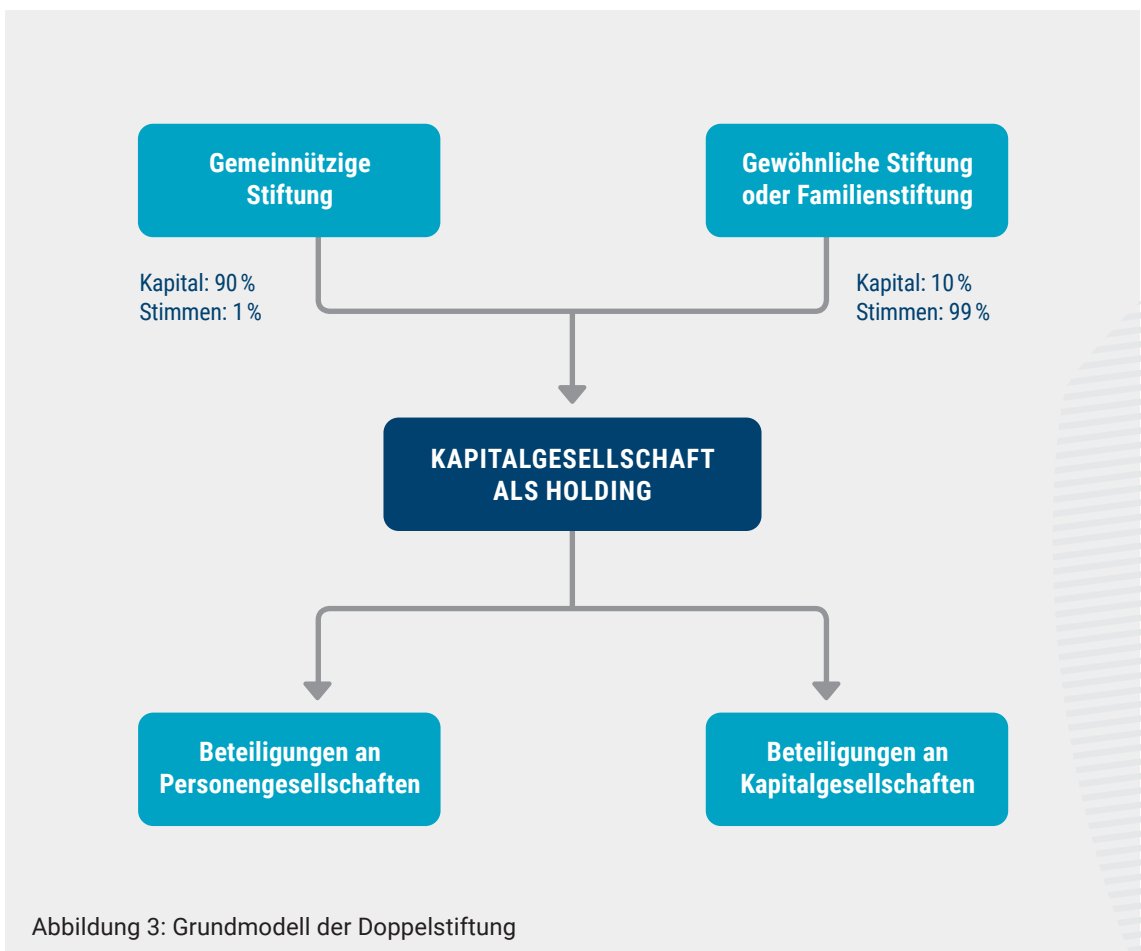 Gemeinnützige
Stiftung
Gewöhnliche Stiftung
oder Familienstiftung
Kapital: 90 %
Stimmen: 1 %
Kapital: 10 %
Stimmen: 99 %
KAPITALGESELLSCHAFT
ALS HOLDING
Beteiligungen an
Personengesellschaften
Beteiligungen an
Kapitalgesellschaften
Abbildung 3: Grundmodell der Doppelstiftung